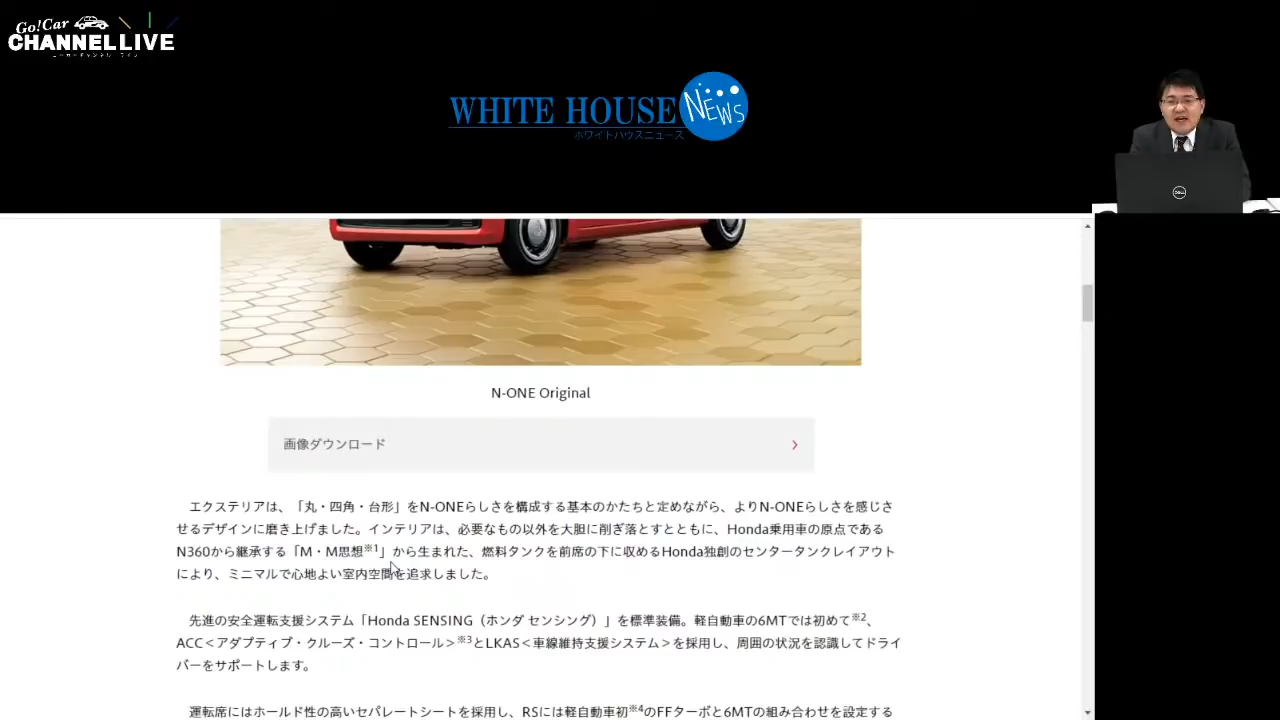 Go!Car
CHANNELLIVE
WHITE HOUSE NEWS
ホワイトハウスニュース
DELL
N-ONE Original
画像ダウンロード
エクステリアは、「丸・四角・台形」をN-ONEらしさを構成する基本のかたちと定めながら、よりN-ONEらしさを感じさ
せるデザインに磨き上げました。インテリアは、必要なもの以外を大胆に削ぎ落とすとともに、Honda乗用車の原点である
N360から継承する「M・M思想※1」から生まれた、燃料タンクを前席の下に収めるHonda独創のセンタータンクレイアウト
により、ミニマルで心地よい室内空間を追求しました。
先進の安全運転支援システム「Honda SENSING（ホンダ センシング）」を標準装備。軽自動車の6MTでは初めて※2、
ACC＜アダプティブ・クルーズ・コントロール＞※3とLKAS＜車線維持支援システム＞を採用し、周囲の状況を認識してドライ
バーをサポートします。
運転席にはホールド性の高いセパレートシートを採用し、RSには軽自動車初※4のFFターボと6MTの組み合わせを設定する